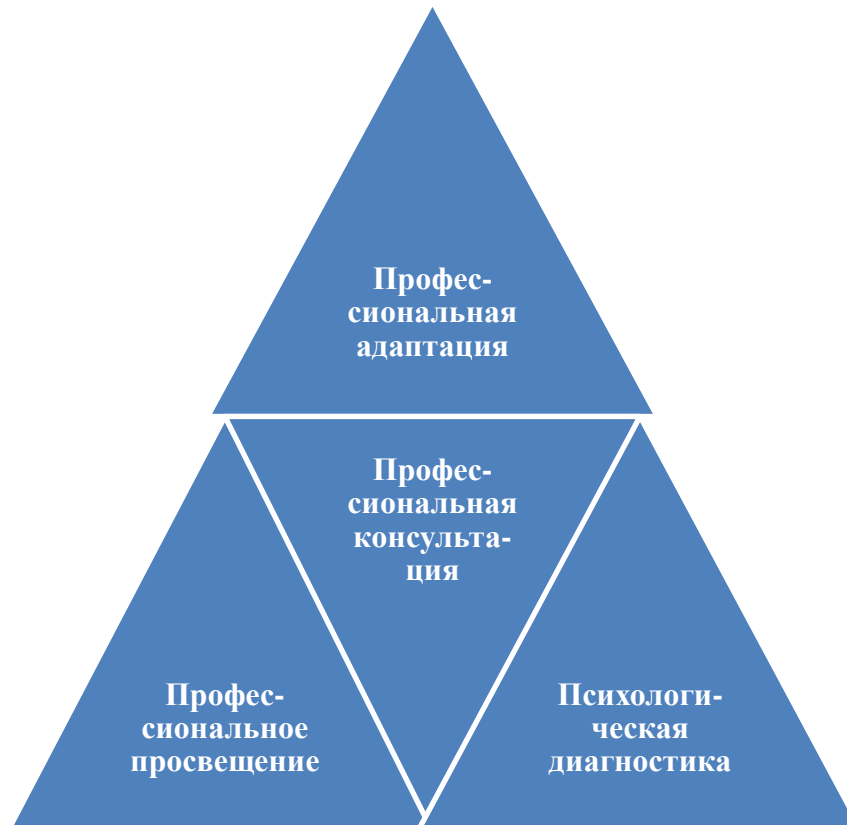 Профес-
сиональная
адаптация
Профес-
сиональная
консульта-
ция
Профес-
сиональное
просвещение
Психологи-
ческая
диагностика